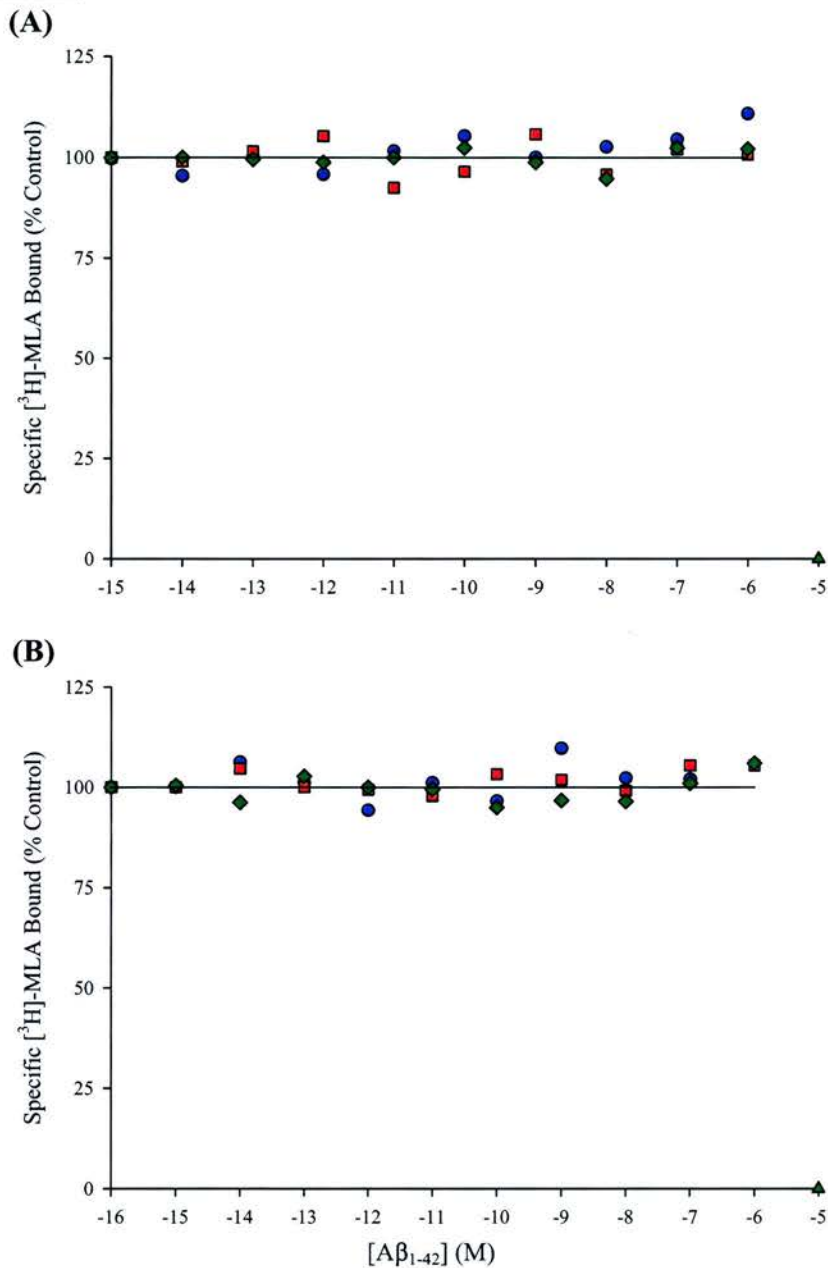 (A)
125
100
75
50
25
0
Specific [³H]-MLA Bound (% Control)
-15 -14 -13 -12 -11 -10 -9 -8 -7 -6 -5
(B)
125
100
75
50
25
0
Specific [³H]-MLA Bound (% Control)
-16 -15 -14 -13 -12 -11 -10 -9 -8 -7 -6 -5
[Aβ₁₋₄₂] (M)